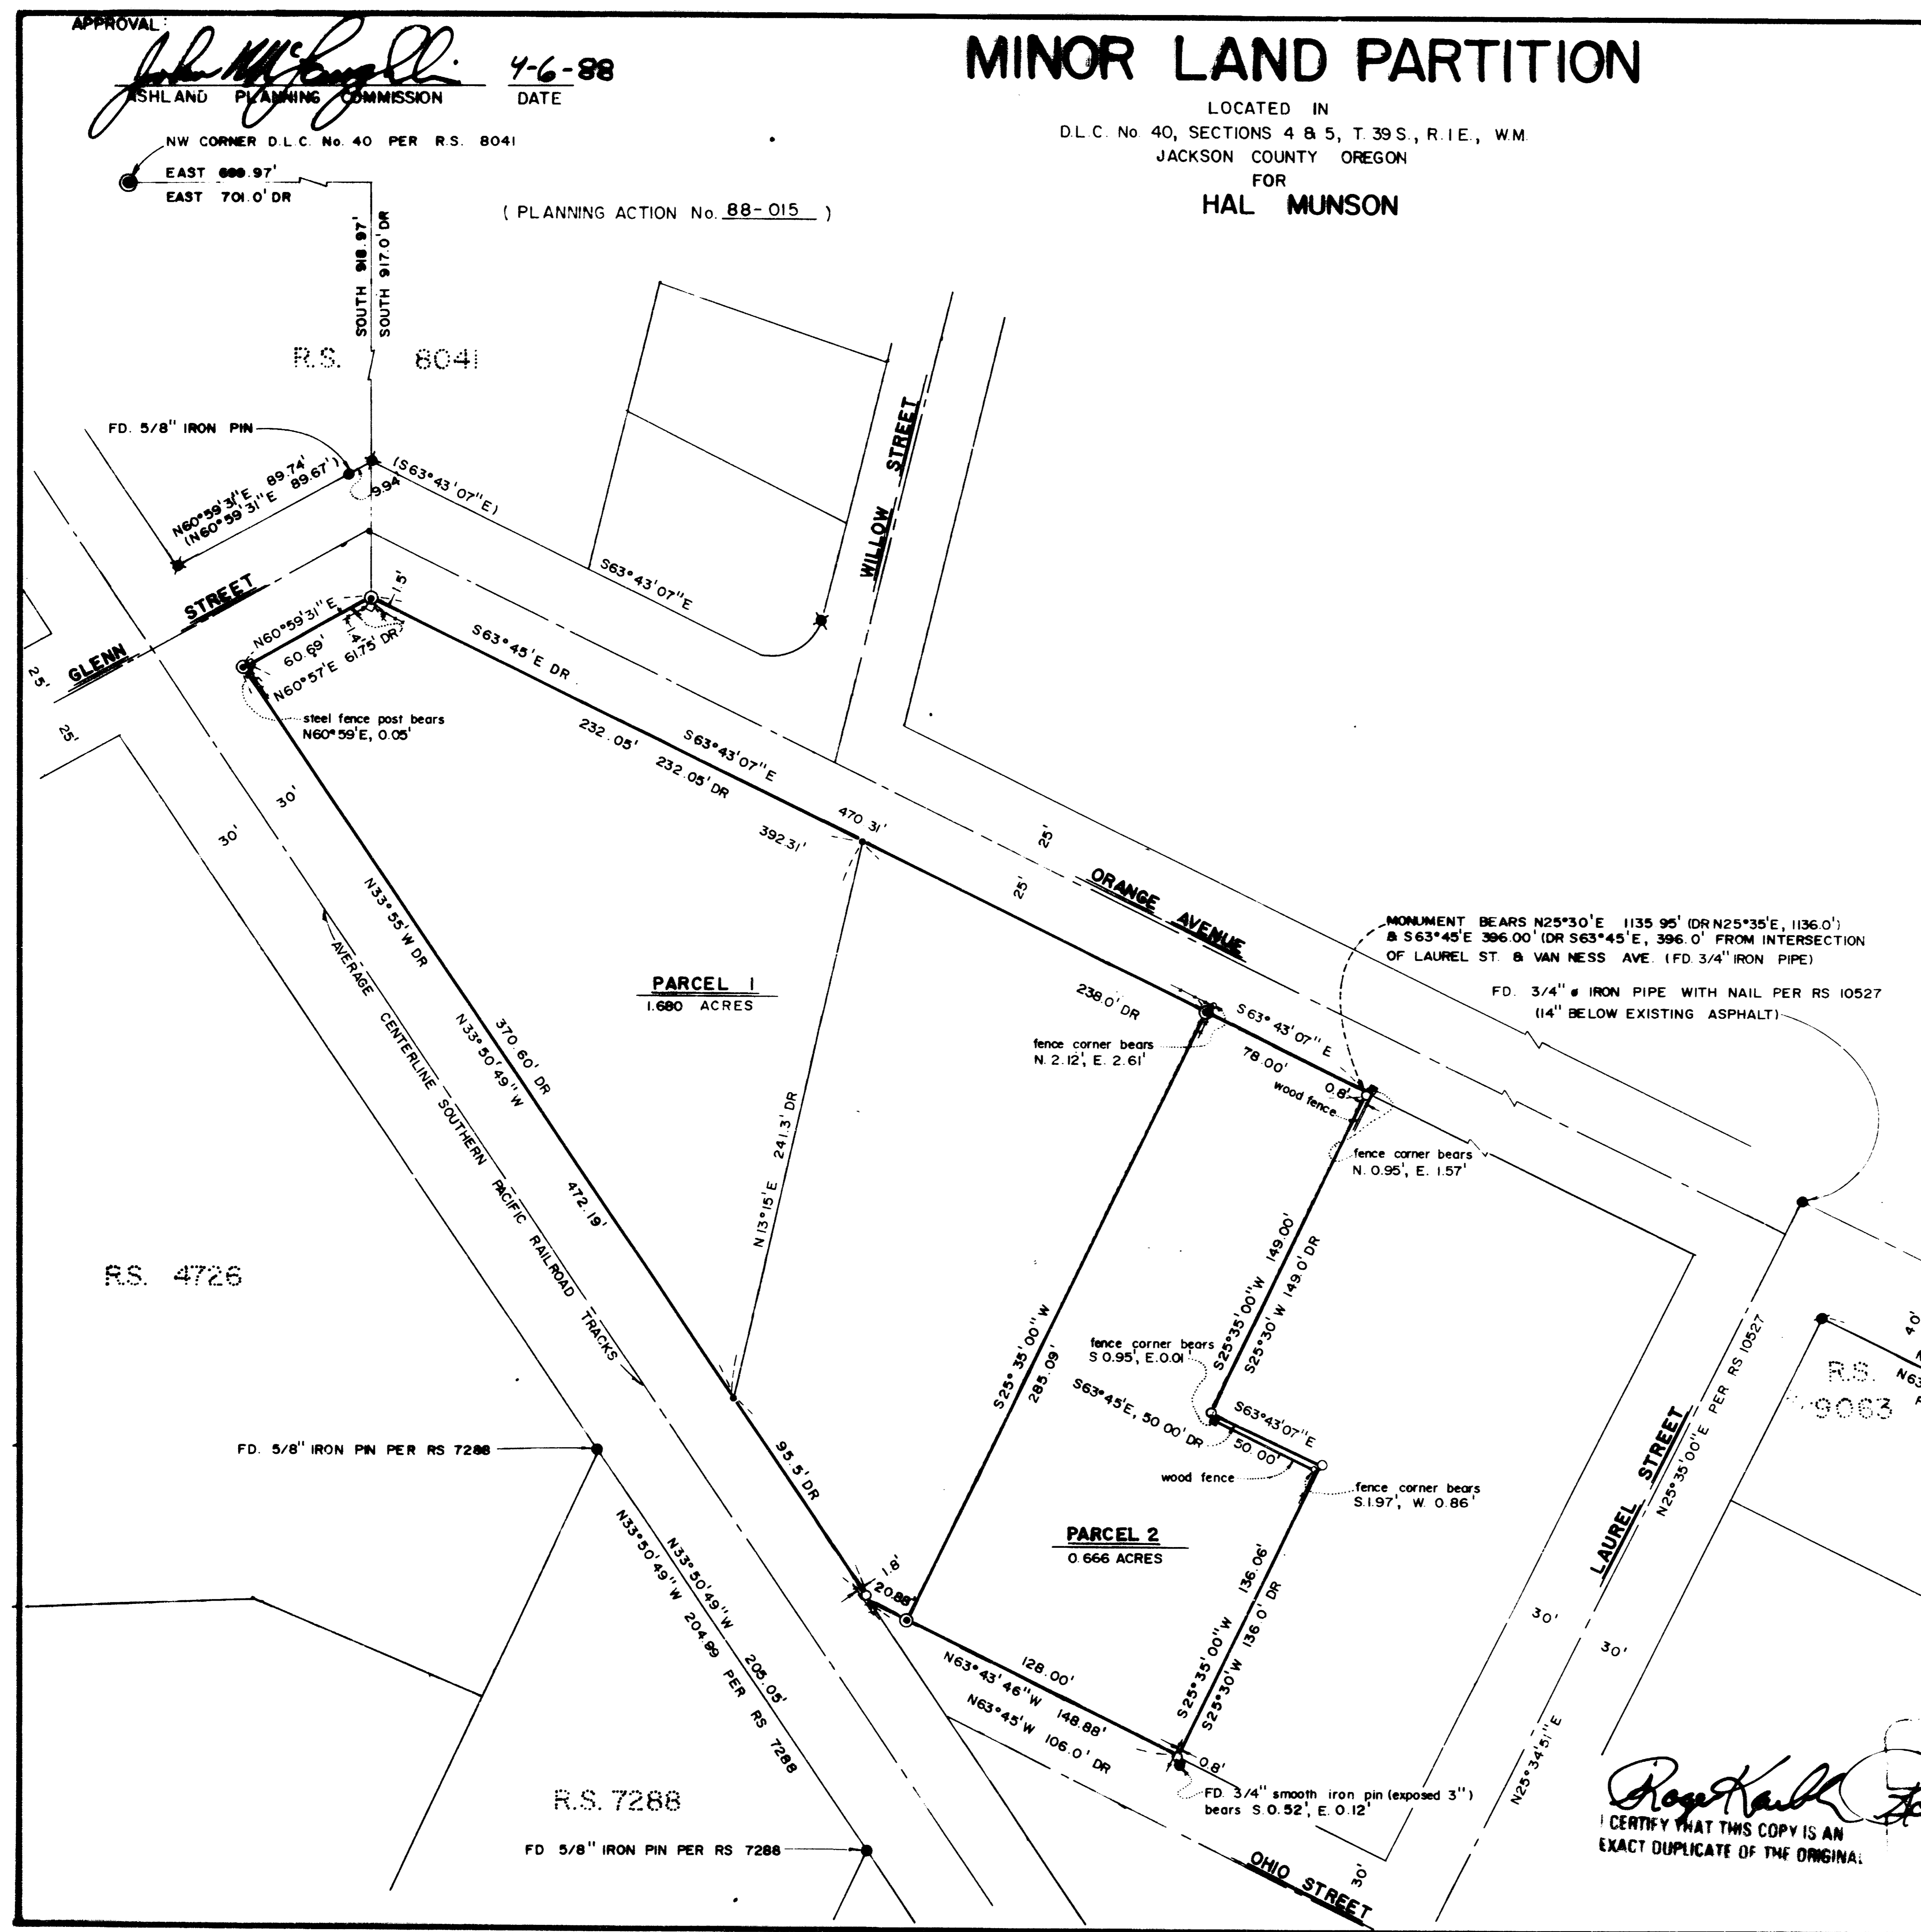 APPROVAL:
John McLaughlin 4-6-88
ASHLAND PLANNING COMMISSION DATE
MINOR LAND PARTITION
LOCATED IN
D.L.C. No. 40, SECTIONS 4 & 5, T. 39 S., R. 1 E., W.M.
JACKSON COUNTY OREGON
FOR
HAL MUNSON
NW CORNER D.L.C. No. 40 PER R.S. 8041
EAST 699.97'
EAST 701.0' DR
( PLANNING ACTION No. 88-015 )
SOUTH 918.97'
SOUTH 917.0' DR
R.S. 8041
FD. 5/8" IRON PIN
N60°59'31"E 89.74'
(N60°59'31"E 89.67')
9.94
(S63°43'07"E)
S63°43'07"E
WILLOW STREET
GLENN STREET
25'
25'
N60°59'31"E
60.69'
N60°57'E 61.75' DR
1.5'
1.4'
steel fence post bears
N60°59'E, 0.05'
S63°45'E DR
232.05'
S63°43'07"E
232.05' DR
470.31'
392.31'
30'
30'
25'
25'
ORANGE AVENUE
MONUMENT BEARS N25°30'E 1135.95' (DR N25°35'E, 1136.0')
& S63°45'E 396.00' (DR S63°45'E, 396.0' FROM INTERSECTION
OF LAUREL ST. & VAN NESS AVE. (FD. 3/4" IRON PIPE)
FD. 3/4" ø IRON PIPE WITH NAIL PER RS 10527
(14" BELOW EXISTING ASPHALT)
N33°55'W DR
370.60' DR
N33°50'49"W
472.19'
AVERAGE CENTERLINE SOUTHERN PACIFIC RAILROAD TRACKS
PARCEL 1
1.680 ACRES
238.0' DR
S63°43'07"E
78.00'
0.8'
wood fence
fence corner bears
N. 2.12', E. 2.61'
fence corner bears
N. 0.95', E. 1.57'
N13°15'E 241.3' DR
S25°35'00"W
285.09'
S25°35'00"W 149.00'
S25°30'W 149.0' DR
R.S. 4726
fence corner bears
S 0.95', E.0.01'
S63°45'E, 50.00' DR
S63°43'07"E
50.00'
wood fence
fence corner bears
S.1.97', W. 0.86'
PARCEL 2
0.666 ACRES
95.5' DR
1.8'
20.88'
FD. 5/8" IRON PIN PER RS 7288
N33°50'49"W 205.05'
N33°50'49"W 204.99 PER RS 7288
128.00'
N63°43'46"W 148.88'
N63°45'W 106.0' DR
S25°35'00"W 136.06'
S25°30'W 136.0' DR
0.8'
FD. 3/4" smooth iron pin (exposed 3")
bears S.0.52', E. 0.12'
R.S. 7288
FD 5/8" IRON PIN PER RS 7288
OHIO STREET
30'
LAUREL STREET
N25°35'00"E PER RS 10527
30'
30'
N25°34'51"E
40'
R.S.
9063
N63
I CERTIFY THAT THIS COPY IS AN
EXACT DUPLICATE OF THE ORIGINAL